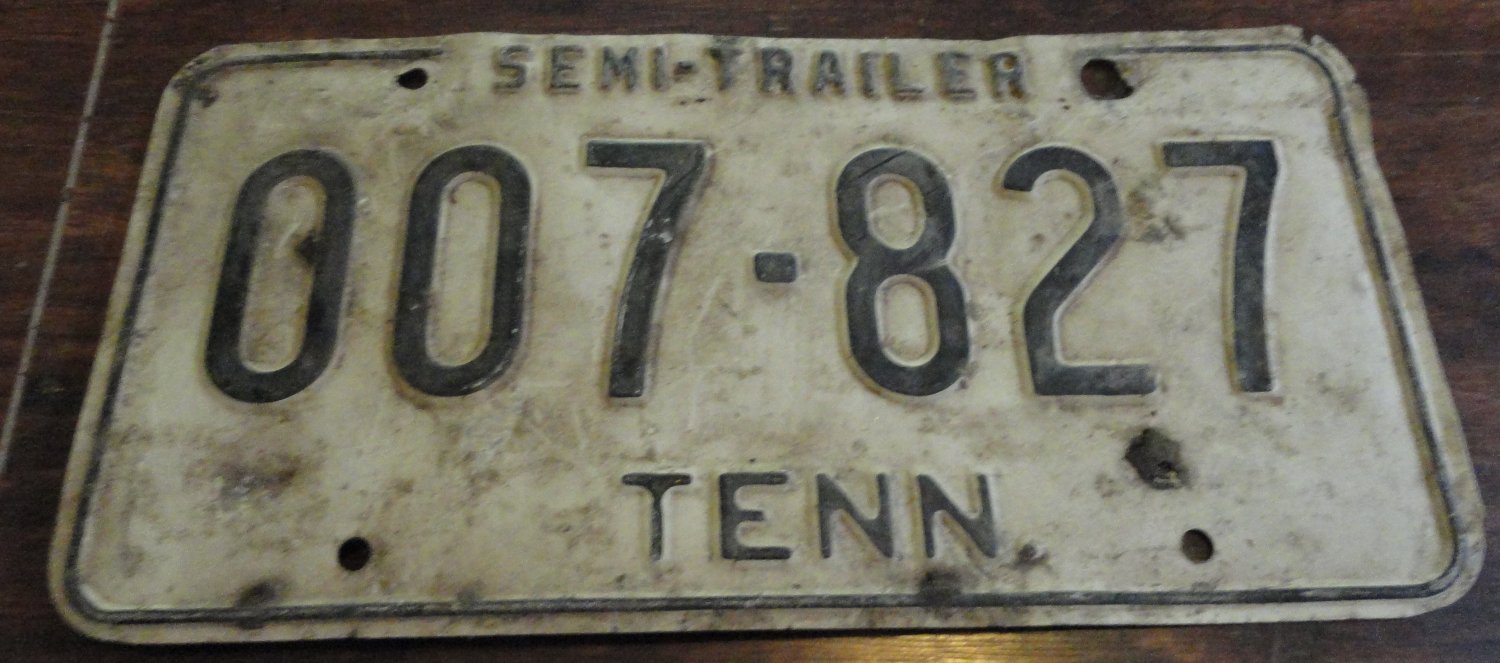 SEMI-TRAILER
007-827
TENN